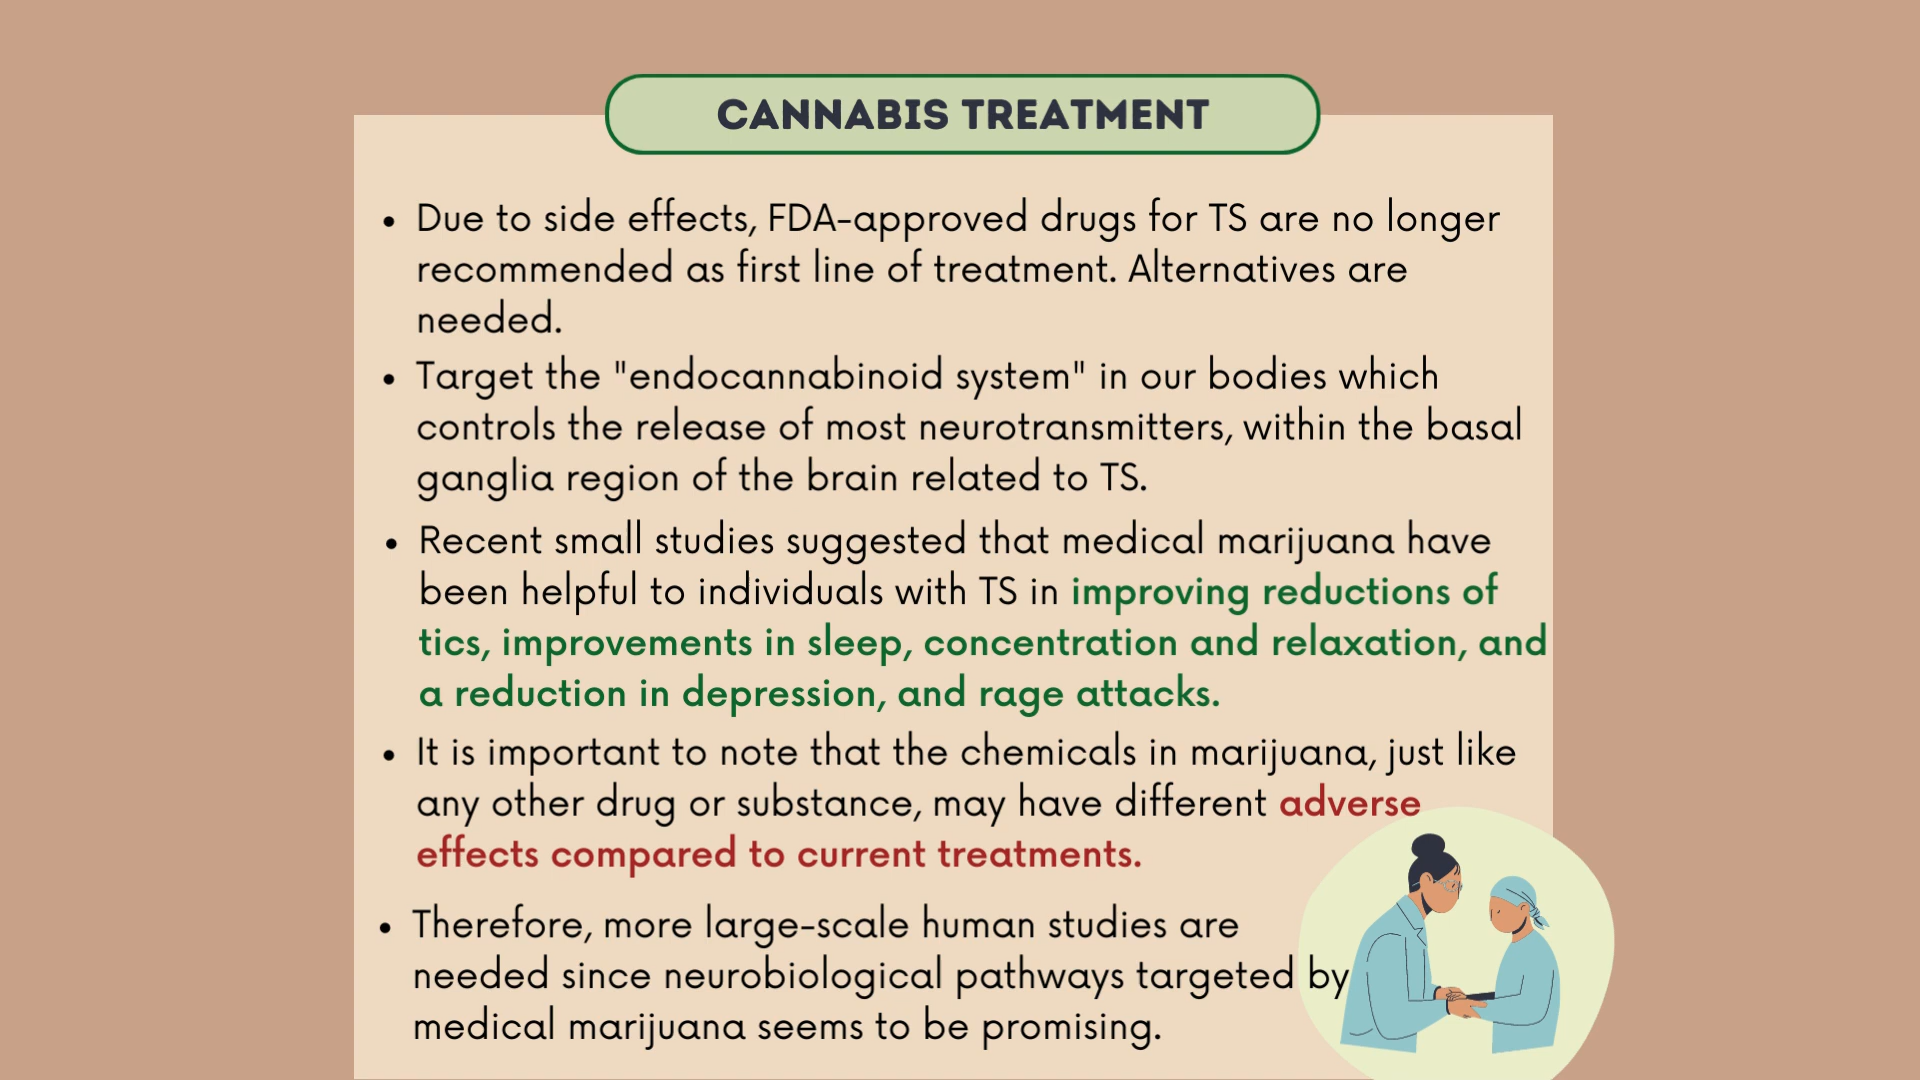 CANNABIS TREATMENT
• Due to side effects, FDA-approved drugs for TS are no longer
recommended as first line of treatment. Alternatives are
needed.
• Target the "endocannabinoid system" in our bodies which
controls the release of most neurotransmitters, within the basal
ganglia region of the brain related to TS.
• Recent small studies suggested that medical marijuana have
been helpful to individuals with TS in improving reductions of
tics, improvements in sleep, concentration and relaxation, and
a reduction in depression, and rage attacks.
• It is important to note that the chemicals in marijuana, just like
any other drug or substance, may have different adverse
effects compared to current treatments.
• Therefore, more large-scale human studies are
needed since neurobiological pathways targeted by
medical marijuana seems to be promising.